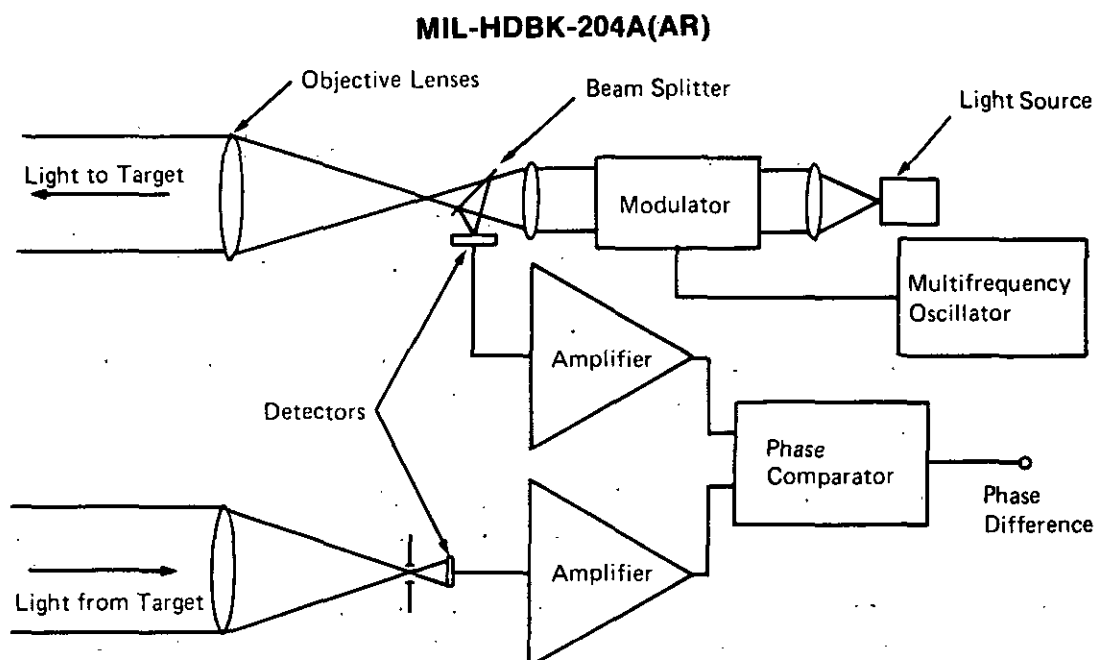 MIL-HDBK-204A(AR)
Objective Lenses
Beam Splitter
Light Source
Light to Target
Modulator
Multifrequency
Oscillator
Amplifier
Detectors
Phase
Comparator
Phase
Difference
Amplifier
Light from Target